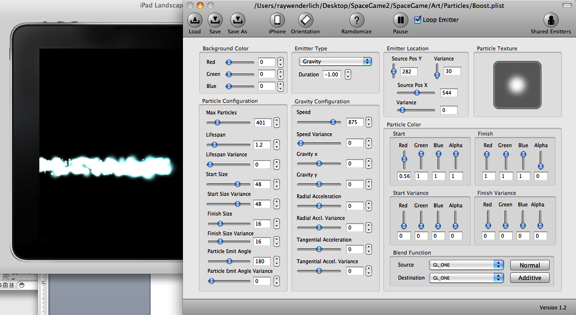 iPad Landscap
/Users/raywenderlich/Desktop/SpaceGame2/SpaceGame/Art/Particles/Boost.plist
Load Save Save As iPhone Orientation Randomize Pause Loop Emitter Shared Emitters
Background Color
Red 0
Green 0
Blue 0
Emitter Type
Gravity
Duration -1.00
Emitter Location
Source Pos Y Variance
282 30
Source Pos X
544
Variance
0
Particle Texture
Particle Configuration
Max Particles
401
Lifespan
1.2
Lifespan Variance
0
Start Size
48
Start Size Variance
48
Finish Size
16
Finish Size Variance
16
Particle Emit Angle
180
Particle Emit Angle Variance
0
Gravity Configuration
Speed
875
Speed Variance
0
Gravity x
0
Gravity y
0
Radial Acceleration
0
Radial Accl. Variance
0
Tangential Acceleration
0
Tangential Accel. Variance
0
Particle Color
Start
Red Green Blue Alpha
0.56 1 1 1
Finish
Red Green Blue Alpha
1 1 1 0
Start Variance
Red Green Blue Alpha
0 0 0 0
Finish Variance
Red Green Blue Alpha
0 0 0 0
Blend Function
Source GL_ONE Normal
Destination GL_ONE Additive
Version 1.2